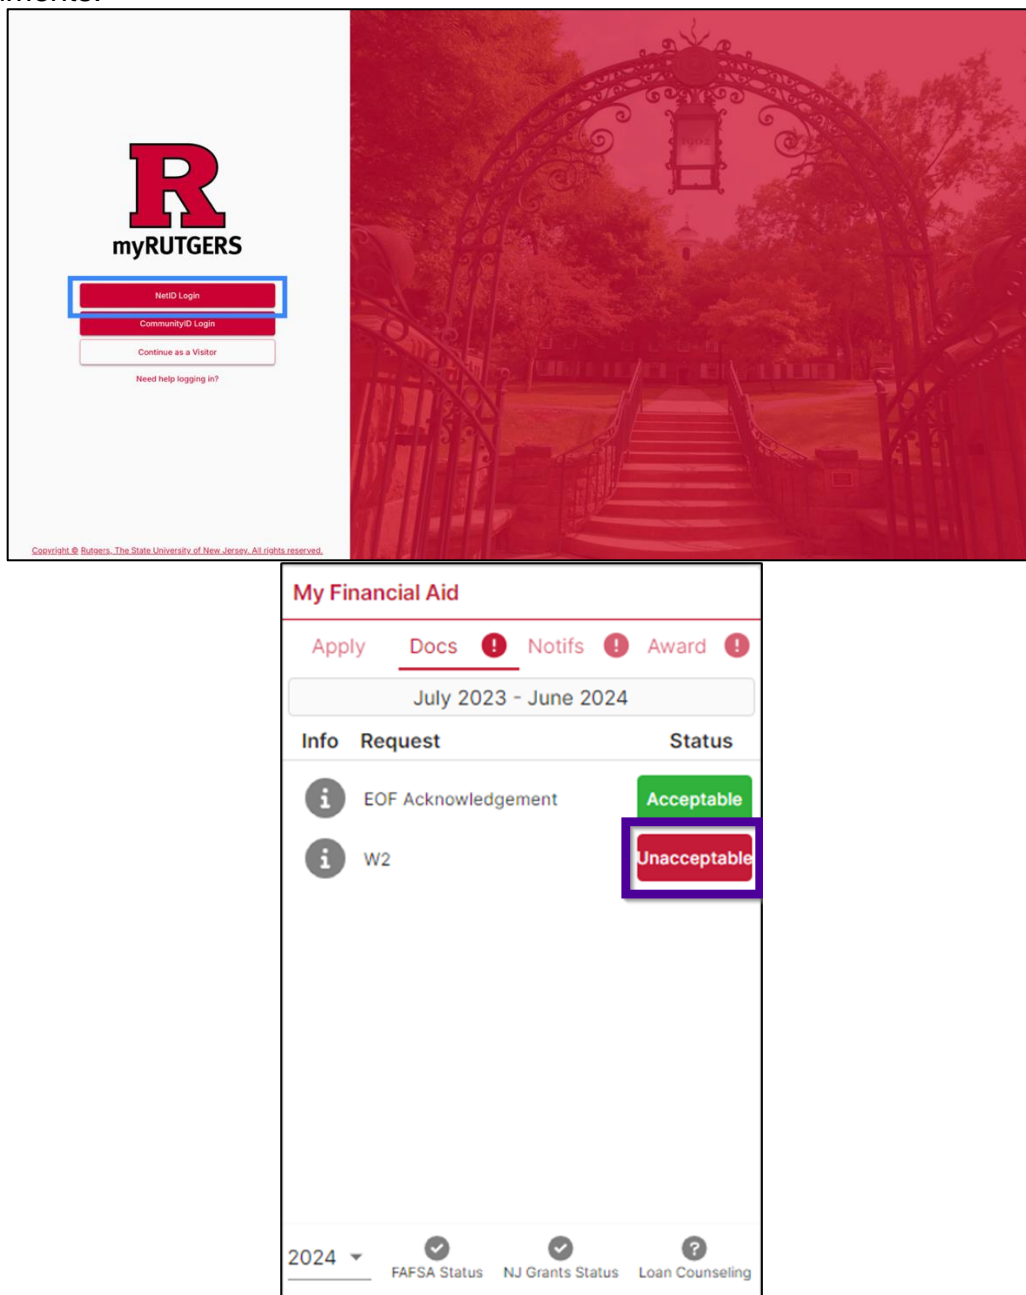 R
myRUTGERS
NetID Login
CommunityID Login
Continue as a Visitor
Need help logging in?
Copyright © Rutgers, The State University of New Jersey. All rights reserved.
1902
My Financial Aid
Apply Docs ! Notifs ! Award !
July 2023 - June 2024
Info Request Status
i EOF Acknowledgement Acceptable
i W2 Unacceptable
2024
FAFSA Status NJ Grants Status ? Loan Counseling